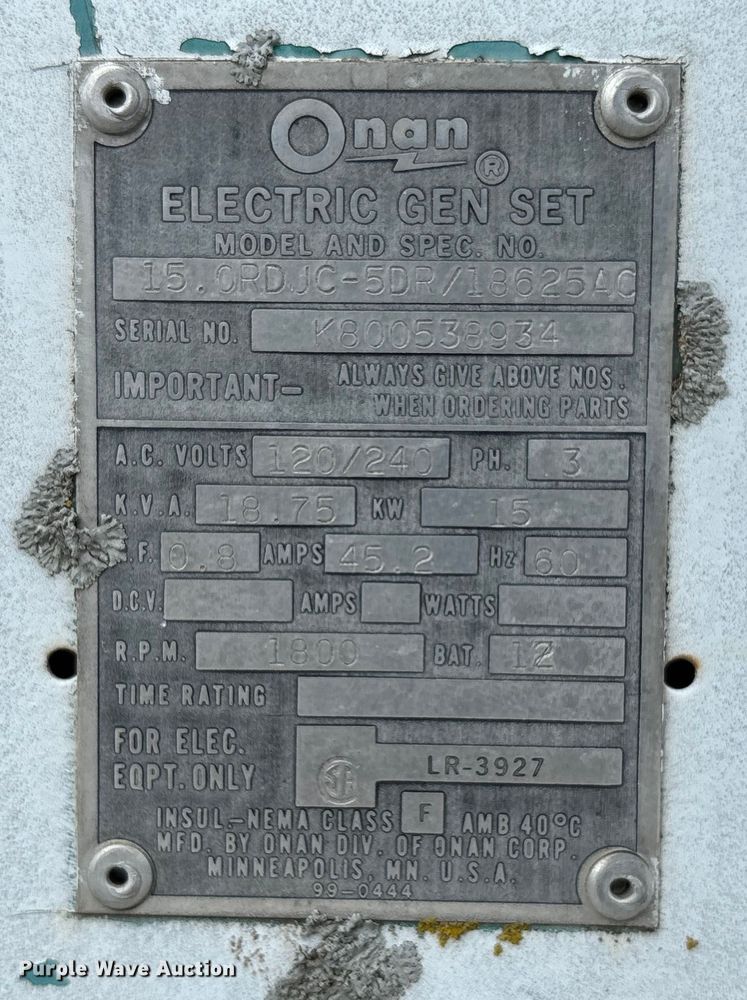 Onan ®
ELECTRIC GEN SET
MODEL AND SPEC. NO.
15.0RDJC-5DR/18625AC
SERIAL NO. K800538934
IMPORTANT- ALWAYS GIVE ABOVE NOS.
WHEN ORDERING PARTS
A.C. VOLTS 120/240 PH. 3
K.V.A. 18.75 KW 15
.F. 0.8 AMPS 45.2 Hz 60
D.C.V. AMPS WATTS
R.P.M. 1800 BAT. 12
TIME RATING
FOR ELEC.
EQPT. ONLY SA LR-3927
INSUL.-NEMA CLASS F AMB 40°C
MFD. BY ONAN DIV. OF ONAN CORP.
MINNEAPOLIS, MN. U.S.A.
99-0444
Purple Wave Auction